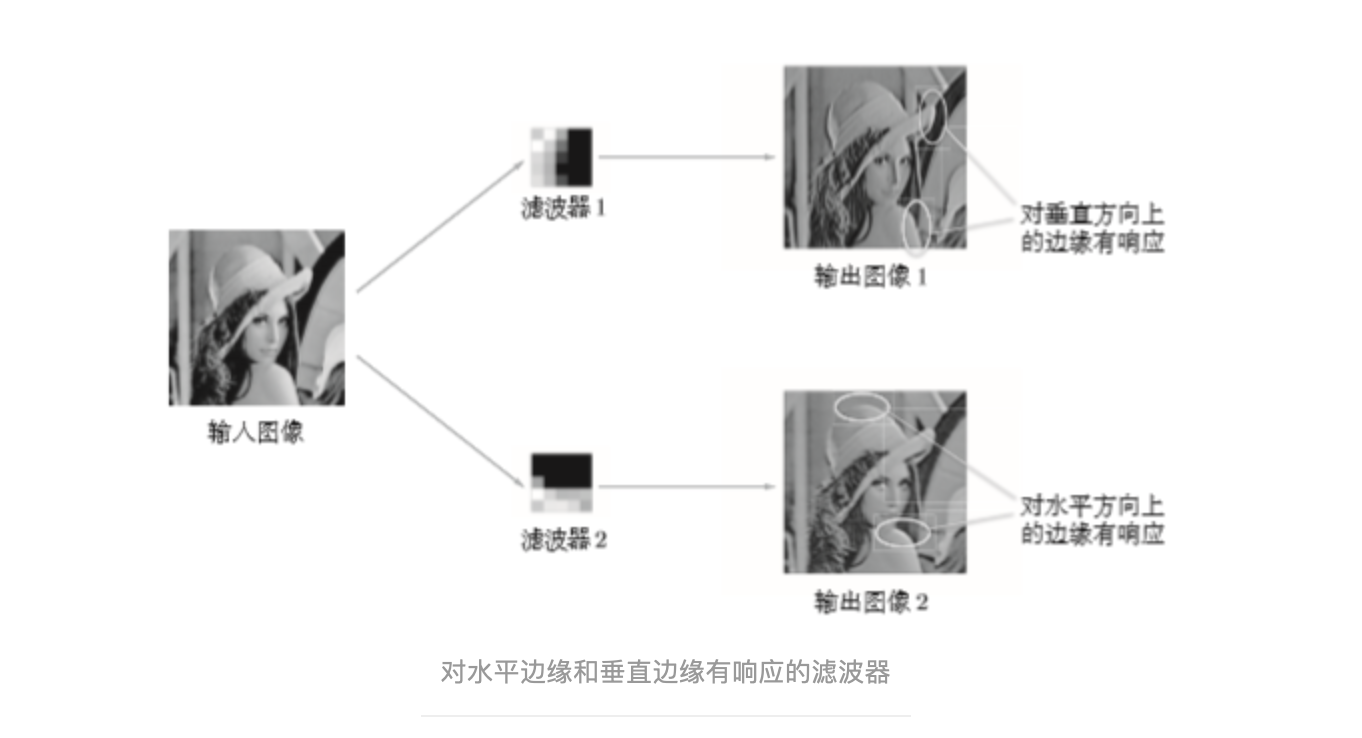 滤波器 1
对垂直方向上
的边缘有响应
输出图像 1
输入图像
滤波器 2
对水平方向上
的边缘有响应
输出图像 2
对水平边缘和垂直边缘有响应的滤波器